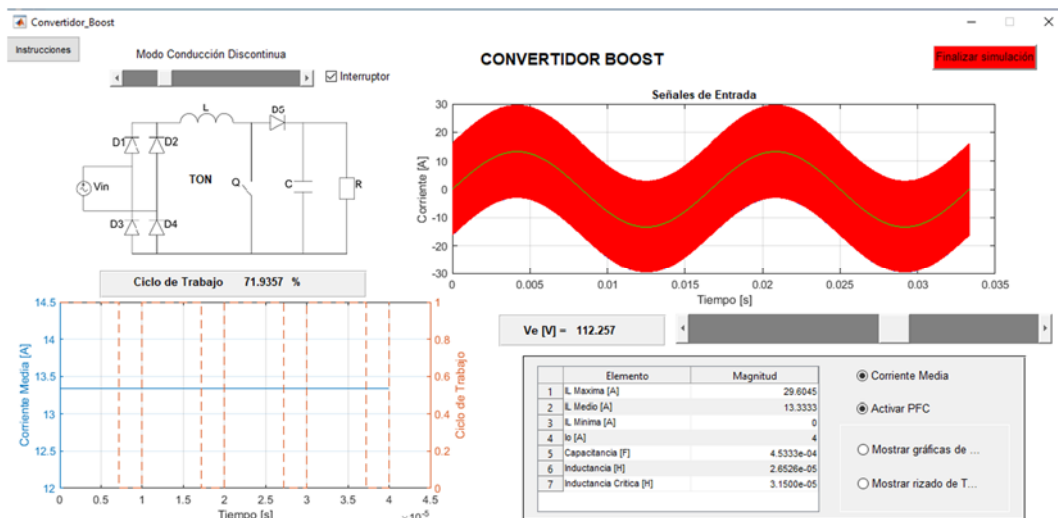 Convertidor_Boost
Instrucciones
Modo Conducción Discontinua
Interruptor
CONVERTIDOR BOOST
Finalizar simulación
L
D5
D1
D2
Vin
TON
Q
C
R
D3
D4
Ciclo de Trabajo 71.9357 %
Señales de Entrada
Corriente [A]
30
20
10
0
-10
-20
-30
0 0.005 0.01 0.015 0.02 0.025 0.03 0.035
Tiempo [s]
Corriente Media [A]
14.5
14
13.5
13
12.5
12
1
0.8
0.6
0.4
0.2
0
Ciclo de Trabajo
0 0.5 1 1.5 2 2.5 3 3.5 4 4.5
Tiempo [s]
×10⁻⁵
Ve [V] = 112.257
Elemento Magnitud
1 IL Maxima [A] 29.6045
2 IL Medio [A] 13.3333
3 IL Minima [A] 0
4 Io [A] 4
5 Capacitancia [F] 4.5333e-04
6 Inductancia [H] 2.6526e-05
7 Inductancia Critica [H] 3.1500e-05
Corriente Media
Activar PFC
Mostrar gráficas de ...
Mostrar rizado de T...